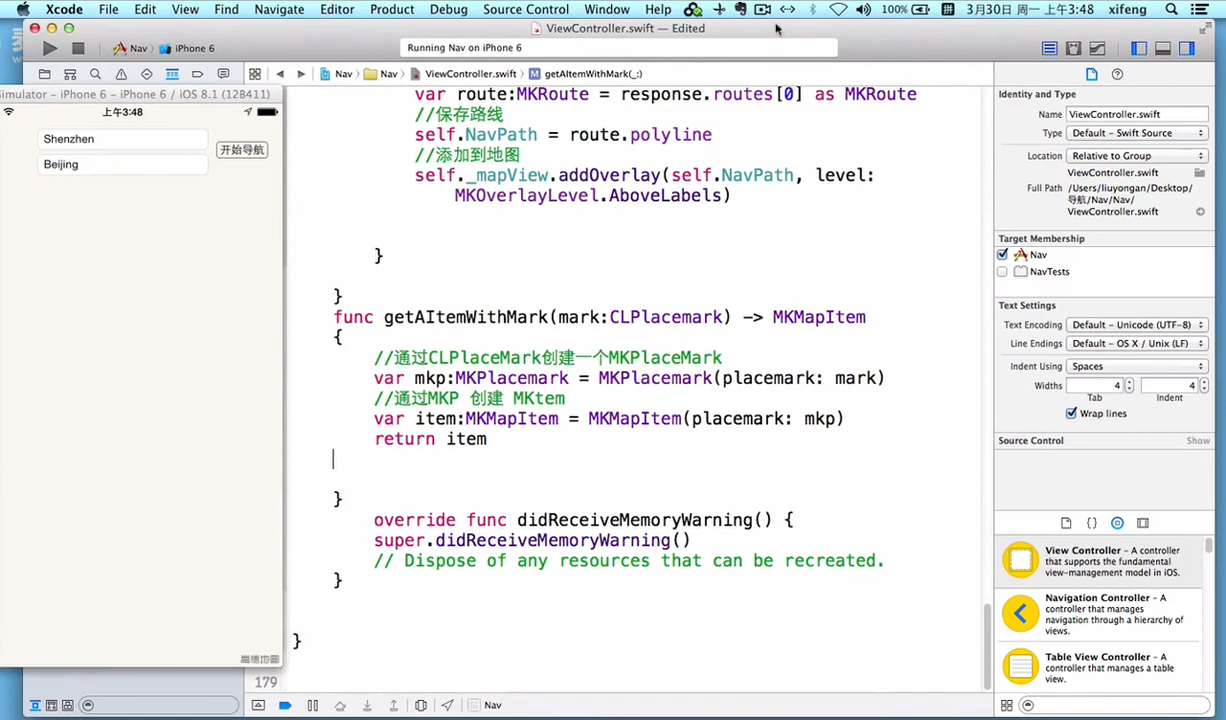 Xcode File Edit View Find Navigate Editor Product Debug Source Control Window Help 100% 拼 3月30日 周一 上午3:48 xifeng
ViewController.swift — Edited
Nav iPhone 6 Running Nav on iPhone 6
Nav Nav ViewController.swift M getAItemWithMark(_:)
Simulator - iPhone 6 - iPhone 6 / iOS 8.1 (12B411)
上午3:48
Shenzhen
开始导航
Beijing
高德地圖
var route:MKRoute = response.routes[0] as MKRoute
//保存路线
self.NavPath = route.polyline
//添加到地图
self._mapView.addOverlay(self.NavPath, level:
MKOverlayLevel.AboveLabels)
}
}
func getAItemWithMark(mark:CLPlacemark) -> MKMapItem
{
//通过CLPlaceMark创建一个MKPlaceMark
var mkp:MKPlacemark = MKPlacemark(placemark: mark)
//通过MKP 创建 MKtem
var item:MKMapItem = MKMapItem(placemark: mkp)
return item
}
override func didReceiveMemoryWarning() {
super.didReceiveMemoryWarning()
// Dispose of any resources that can be recreated.
}
}
179
Nav
Identity and Type
Name ViewController.swift
Type Default - Swift Source
Location Relative to Group
ViewController.swift
Full Path /Users/liuyongan/Desktop/
导航/Nav/Nav/
ViewController.swift
Target Membership
Nav
NavTests
Text Settings
Text Encoding Default - Unicode (UTF-8)
Line Endings Default - OS X / Unix (LF)
Indent Using Spaces
Widths 4 4
Tab Indent
Wrap lines
Source Control Show
{}
View Controller - A controller
that supports the fundamental
view-management model in iOS.
Navigation Controller - A
controller that manages
navigation through a hierarchy of
views.
Table View Controller - A
controller that manages a table
view.